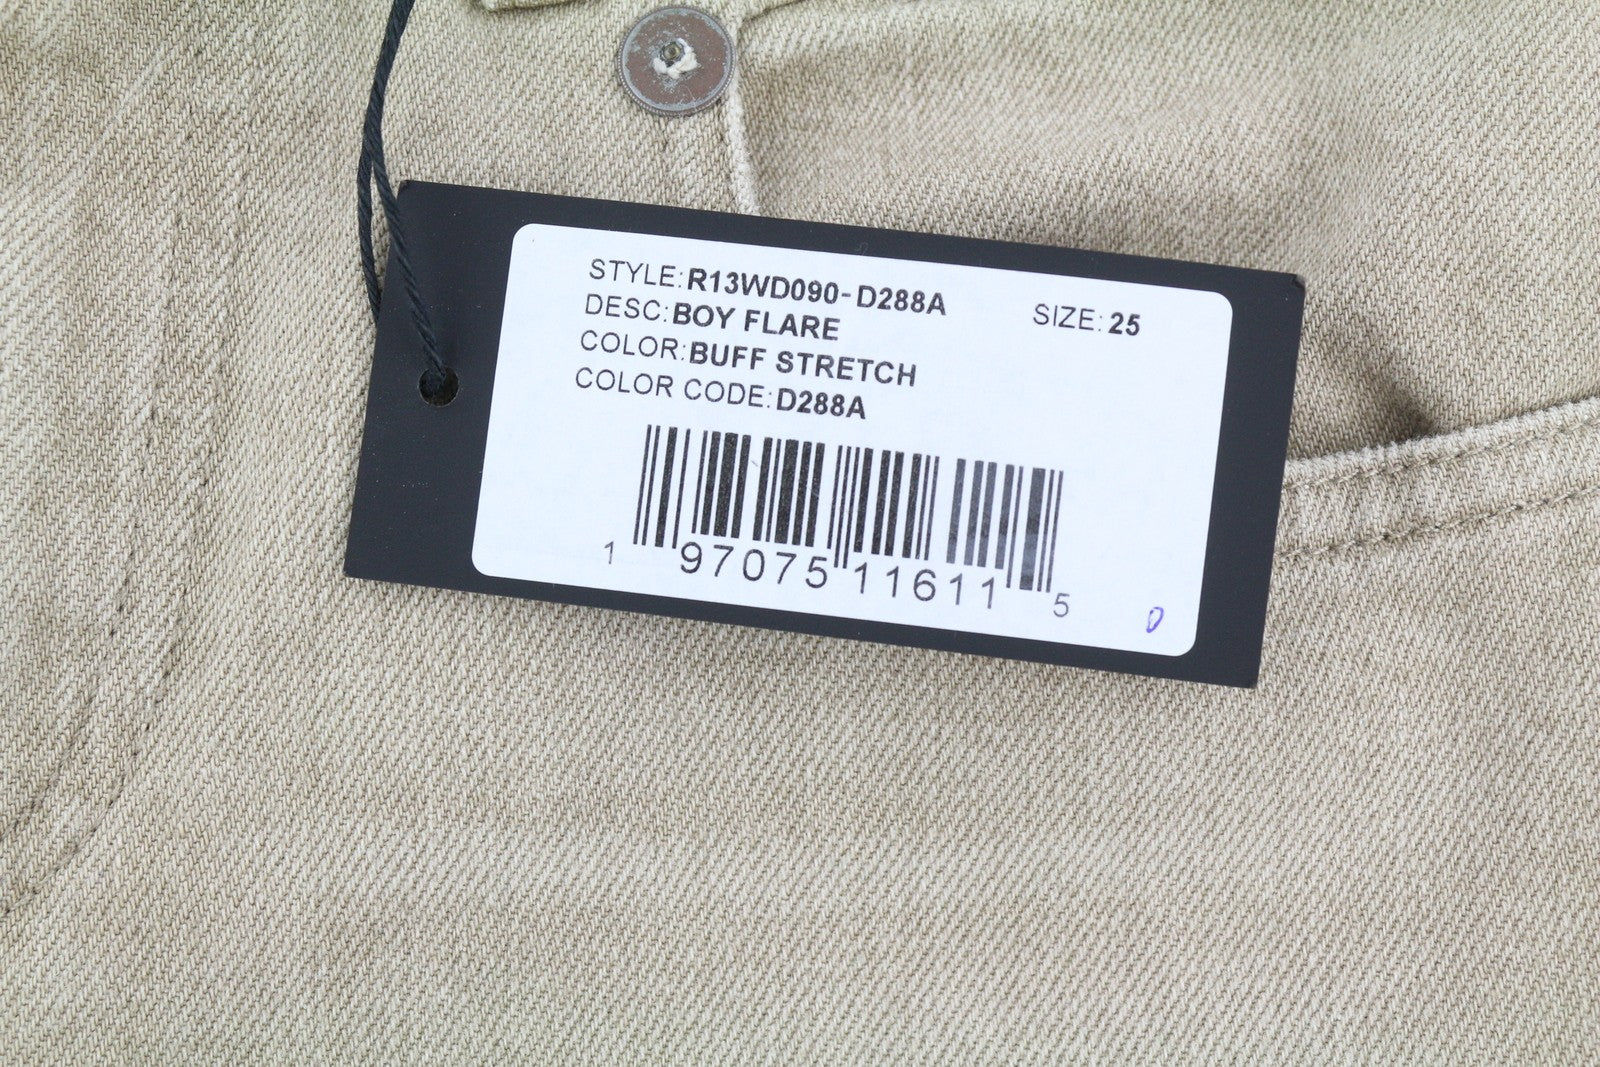 STYLE:R13WD090-D288A SIZE: 25
DESC:BOY FLARE
COLOR:BUFF STRETCH
COLOR CODE:D288A
1 97075 11611 5
D